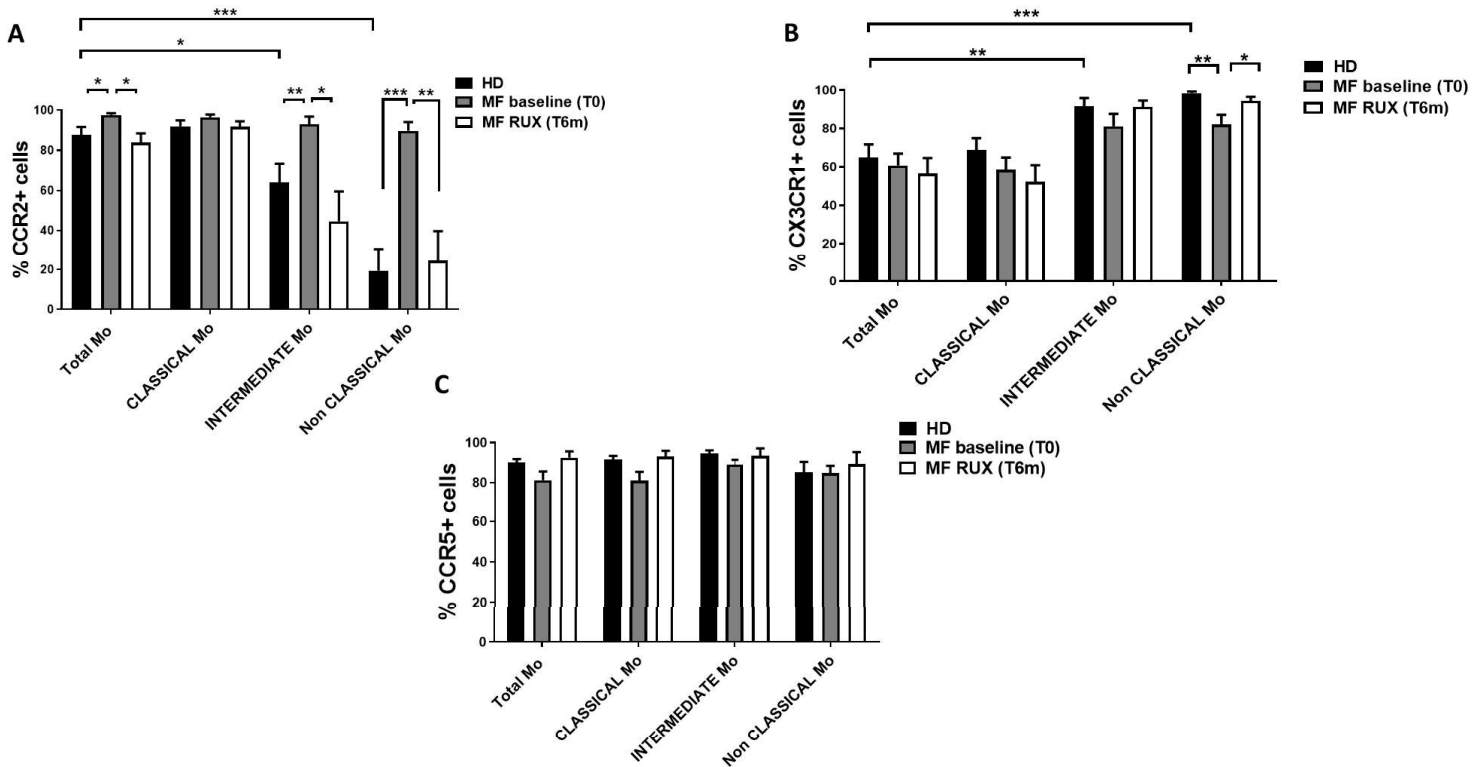 A
***
*
* *
** *
*** **
HD
MF baseline (T0)
MF RUX (T6m)
% CCR2+ cells
100
80
60
40
20
0
Total Mo
CLASSICAL Mo
INTERMEDIATE Mo
Non CLASSICAL Mo
B
***
**
** *
HD
MF baseline (T0)
MF RUX (T6m)
% CX3CR1+ cells
100
80
60
40
20
0
Total Mo
CLASSICAL Mo
INTERMEDIATE Mo
Non CLASSICAL Mo
C
HD
MF baseline (T0)
MF RUX (T6m)
% CCR5+ cells
100
80
60
40
20
0
Total Mo
CLASSICAL Mo
INTERMEDIATE Mo
Non CLASSICAL Mo